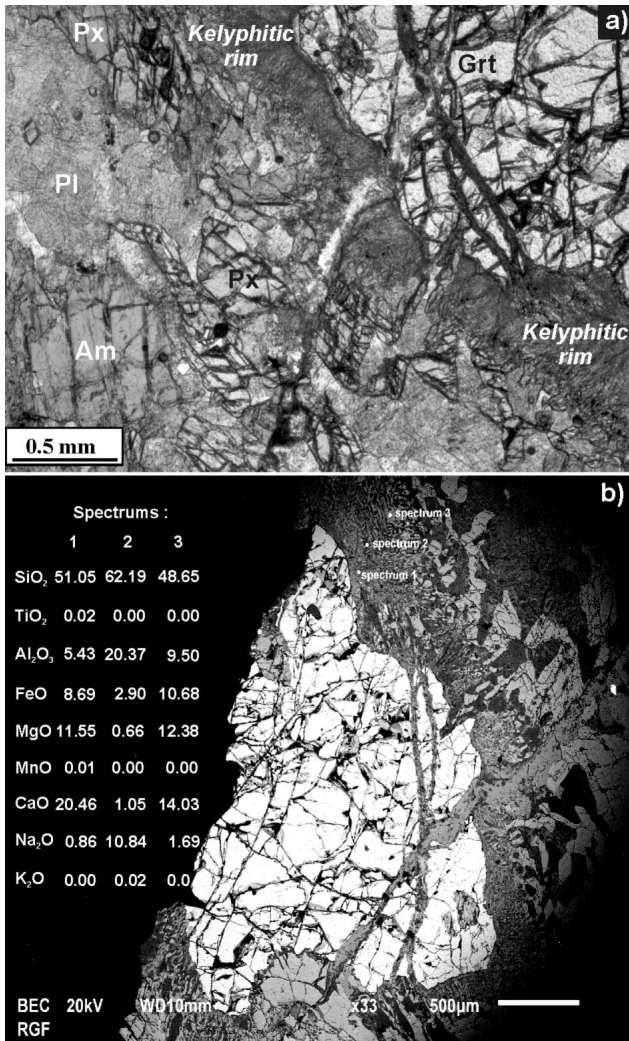 a)
Px
Kelyphitic
rim
Grt
Pl
Px
Am
Kelyphitic
rim
0.5 mm
b)
Spectrums :
1 2 3
SiO₂ 51.05 62.19 48.65
TiO₂ 0.02 0.00 0.00
Al₂O₃ 5.43 20.37 9.50
FeO 8.69 2.90 10.68
MgO 11.55 0.66 12.38
MnO 0.01 0.00 0.00
CaO 20.46 1.05 14.03
Na₂O 0.86 10.84 1.69
K₂O 0.00 0.02 0.0
spectrum 3
spectrum 2
spectrum 1
BEC 20kV WD10mm x33 500µm
RGF